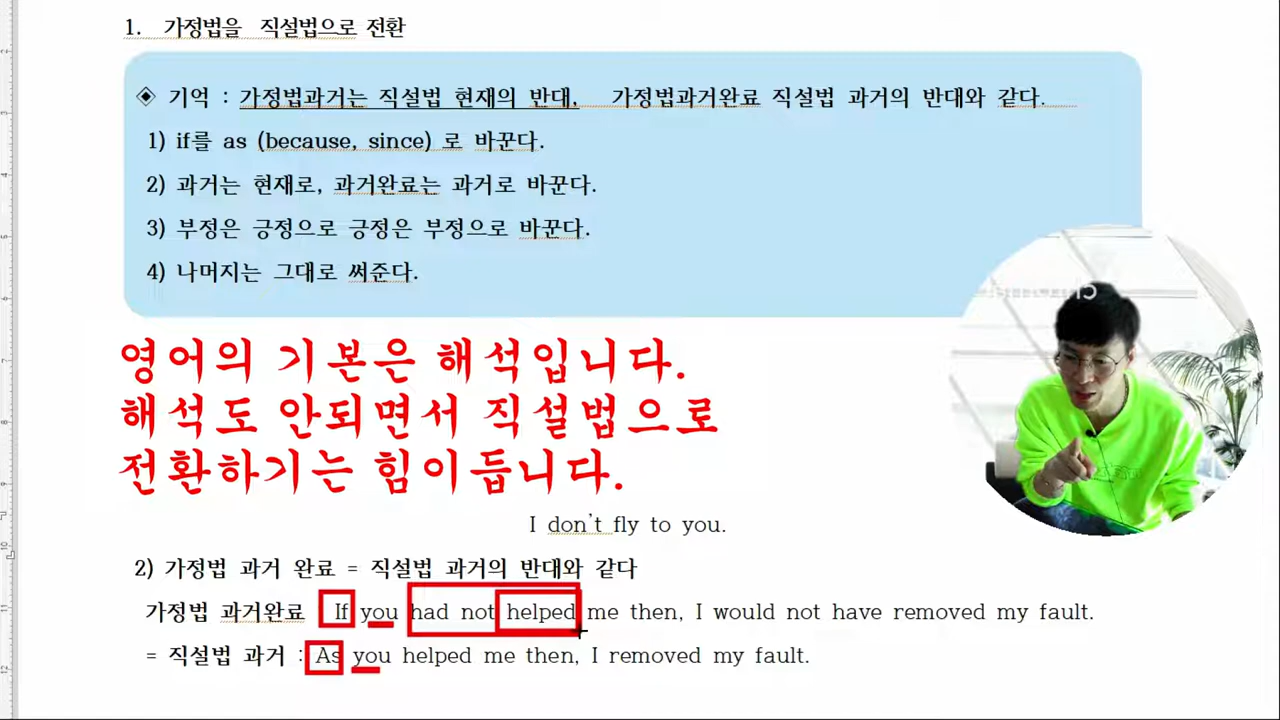 1. 가정법을 직설법으로 전환
◈ 기억 : 가정법과거는 직설법 현재의 반대, 가정법과거완료 직설법 과거의 반대와 같다.
1) if를 as (because, since) 로 바꾼다.
2) 과거는 현재로, 과거완료는 과거로 바꾼다.
3) 부정은 긍정으로 긍정은 부정으로 바꾼다.
4) 나머지는 그대로 써준다.
영어의 기본은 해석입니다.
해석도 안되면서 직설법으로
전환하기는 힘이듭니다.
I don't fly to you.
2) 가정법 과거 완료 = 직설법 과거의 반대와 같다
가정법 과거완료 If you had not helped me then, I would not have removed my fault.
= 직설법 과거 : As you helped me then, I removed my fault.